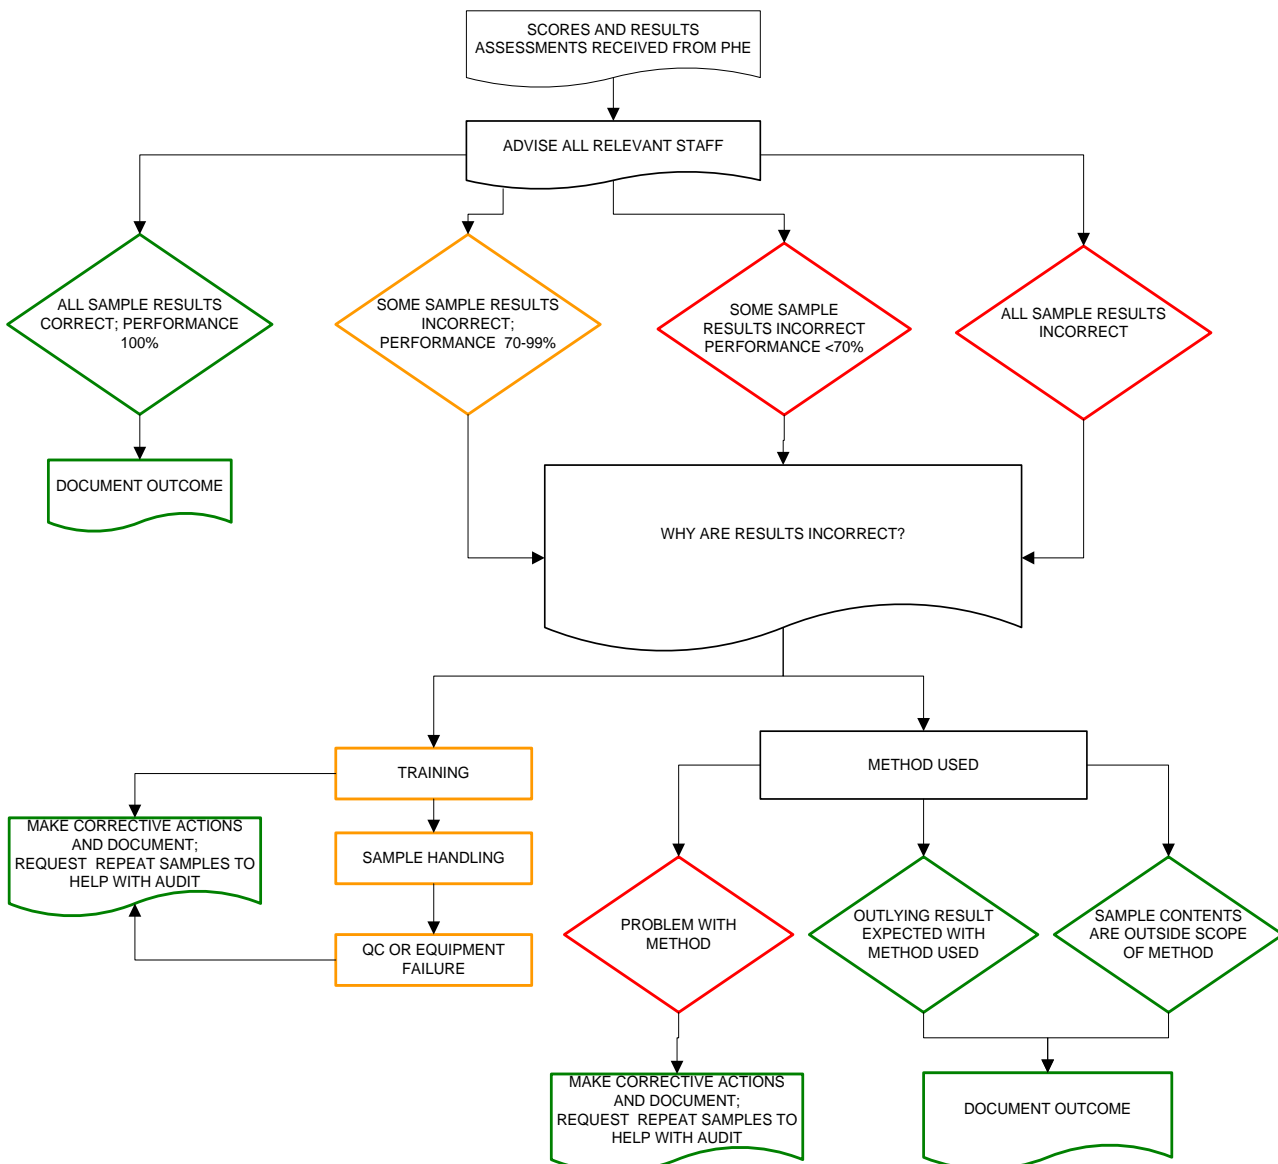 SCORES AND RESULTS
ASSESSMENTS RECEIVED FROM PHE
ADVISE ALL RELEVANT STAFF
ALL SAMPLE RESULTS
CORRECT; PERFORMANCE
100%
SOME SAMPLE RESULTS
INCORRECT;
PERFORMANCE 70-99%
SOME SAMPLE
RESULTS INCORRECT
PERFORMANCE <70%
ALL SAMPLE RESULTS
INCORRECT
DOCUMENT OUTCOME
WHY ARE RESULTS INCORRECT?
TRAINING
METHOD USED
MAKE CORRECTIVE ACTIONS
AND DOCUMENT;
REQUEST REPEAT SAMPLES TO
HELP WITH AUDIT
SAMPLE HANDLING
QC OR EQUIPMENT
FAILURE
PROBLEM WITH
METHOD
OUTLYING RESULT
EXPECTED WITH
METHOD USED
SAMPLE CONTENTS
ARE OUTSIDE SCOPE
OF METHOD
MAKE CORRECTIVE ACTIONS
AND DOCUMENT;
REQUEST REPEAT SAMPLES TO
HELP WITH AUDIT
DOCUMENT OUTCOME